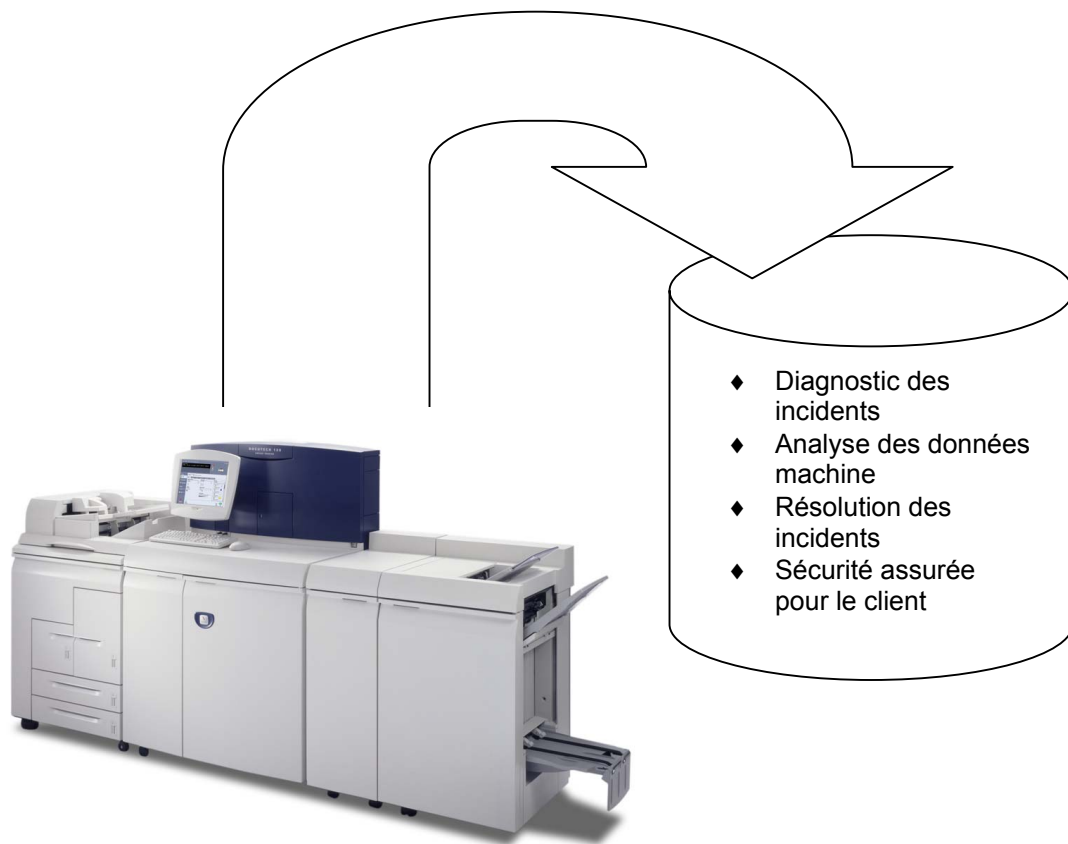 ♦ Diagnostic des
incidents
♦ Analyse des données
machine
♦ Résolution des
incidents
♦ Sécurité assurée
pour le client